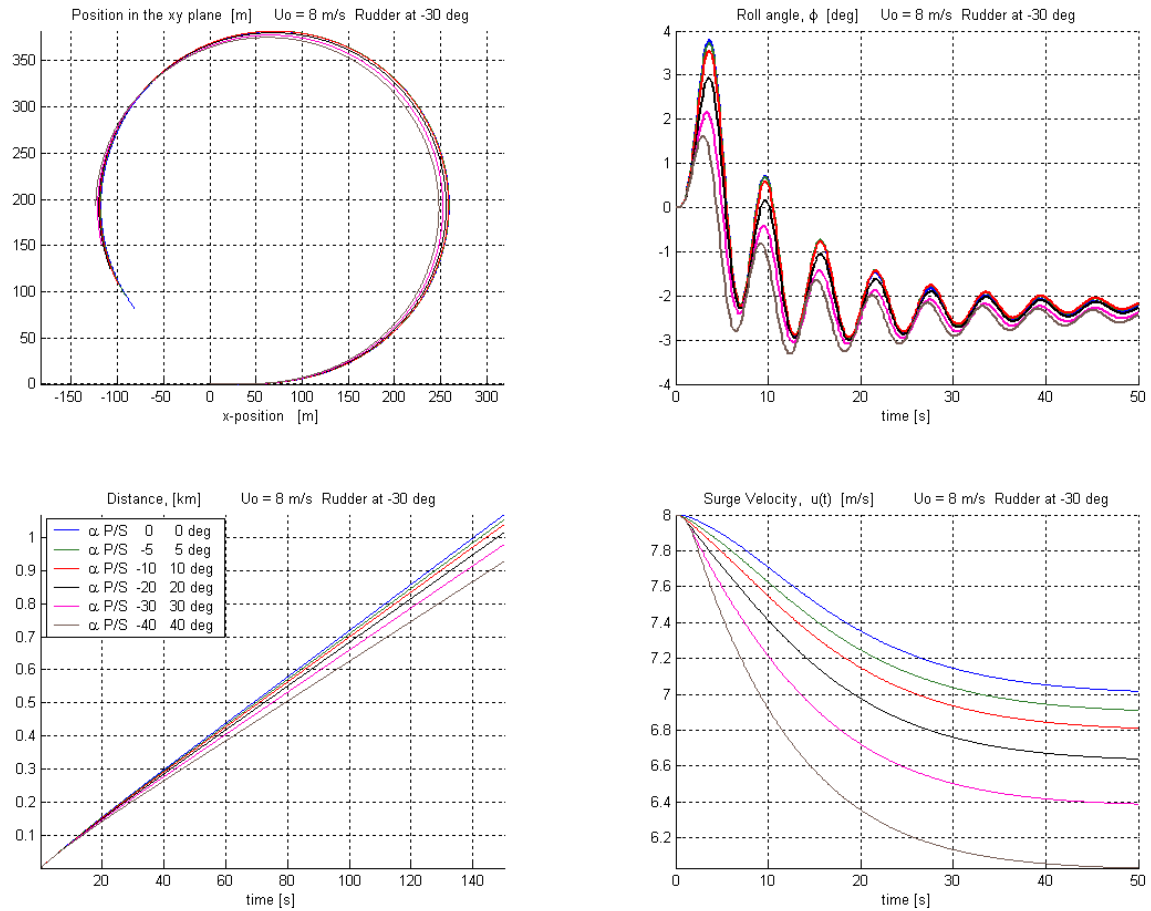 Position in the xy plane [m] Uo = 8 m/s Rudder at -30 deg
350
300
250
200
150
100
50
0
-150 -100 -50 0 50 100 150 200 250 300
x-position [m]
Roll angle, ϕ [deg] Uo = 8 m/s Rudder at -30 deg
4
3
2
1
0
-1
-2
-3
-4
0 10 20 30 40 50
time [s]
Distance, [km] Uo = 8 m/s Rudder at -30 deg
α P/S 0 0 deg
α P/S -5 5 deg
α P/S -10 10 deg
α P/S -20 20 deg
α P/S -30 30 deg
α P/S -40 40 deg
1
0.9
0.8
0.7
0.6
0.5
0.4
0.3
0.2
0.1
20 40 60 80 100 120 140
time [s]
Surge Velocity, u(t) [m/s] Uo = 8 m/s Rudder at -30 deg
8
7.8
7.6
7.4
7.2
7
6.8
6.6
6.4
6.2
0 10 20 30 40 50
time [s]